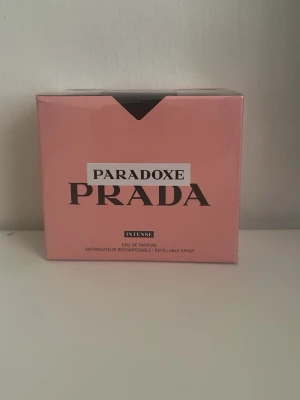 PARADOXE
PRADA
INTENSE
EAU DE PARFUM
VAPORISATEUR RECHARGEABLE • REFILLABLE SPRAY